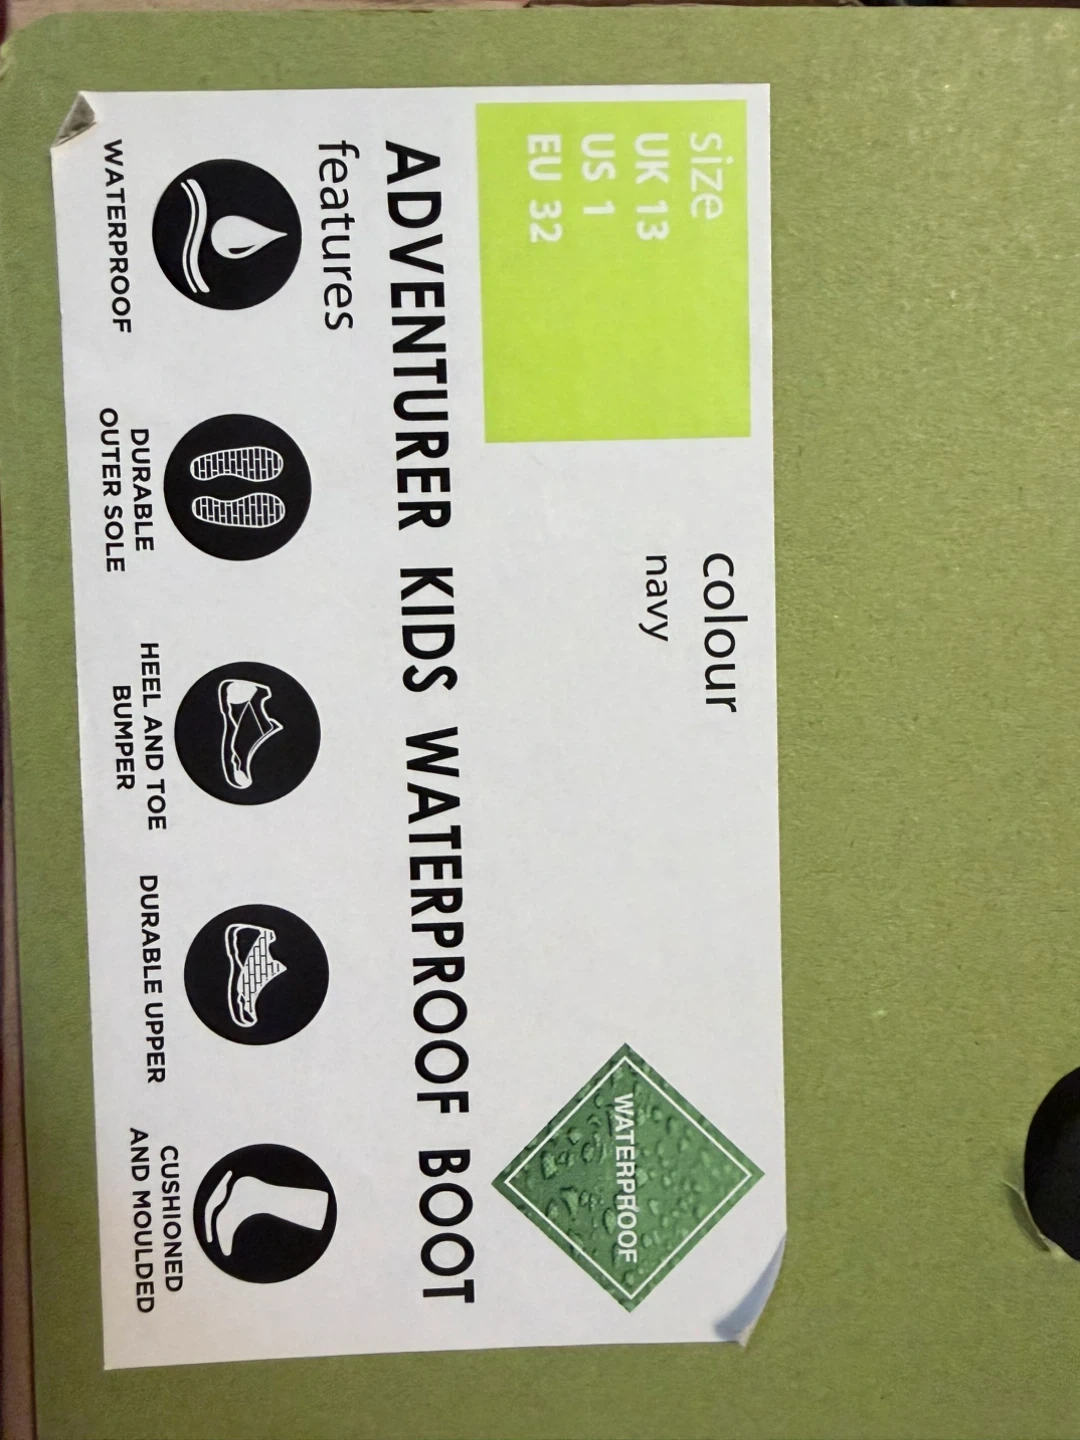 size
UK 13
US 1
EU 32
colour
navy
WATERPROOF
ADVENTURER KIDS WATERPROOF BOOT
features
WATERPROOF
DURABLE
OUTER SOLE
HEEL AND TOE
BUMPER
DURABLE UPPER
CUSHIONED
AND MOULDED